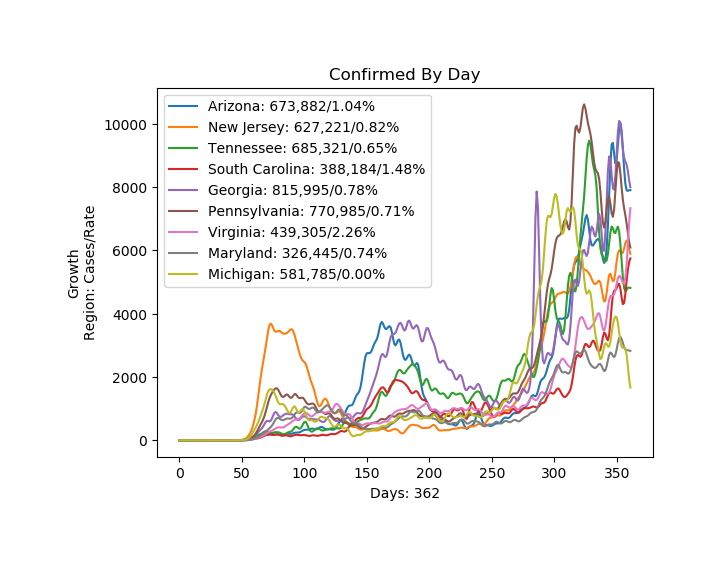 Confirmed By Day
Growth
Region: Cases/Rate
10000
8000
6000
4000
2000
0
Arizona: 673,882/1.04%
New Jersey: 627,221/0.82%
Tennessee: 685,321/0.65%
South Carolina: 388,184/1.48%
Georgia: 815,995/0.78%
Pennsylvania: 770,985/0.71%
Virginia: 439,305/2.26%
Maryland: 326,445/0.74%
Michigan: 581,785/0.00%
0 50 100 150 200 250 300 350
Days: 362